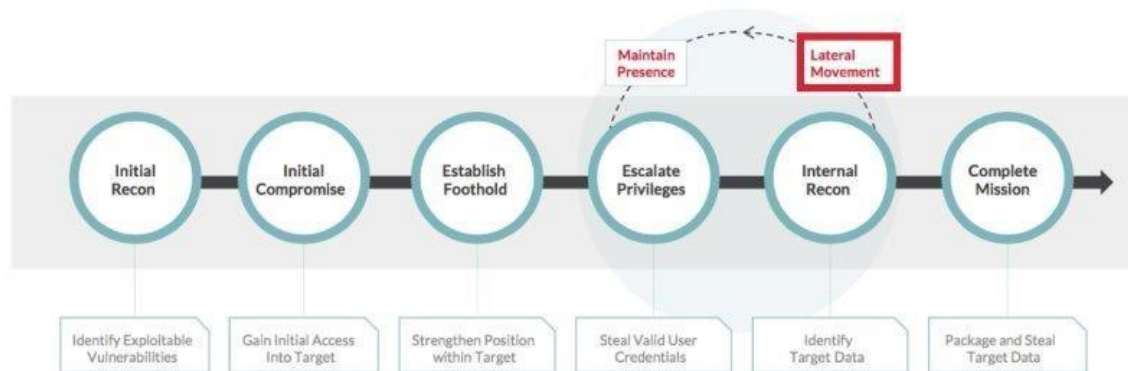 Maintain
Presence
Lateral
Movement
Initial
Recon
Initial
Compromise
Establish
Foothold
Escalate
Privileges
Internal
Recon
Complete
Mission
Identify Exploitable
Vulnerabilities
Gain Initial Access
Into Target
Strengthen Position
within Target
Steal Valid User
Credentials
Identify
Target Data
Package and Steal
Target Data